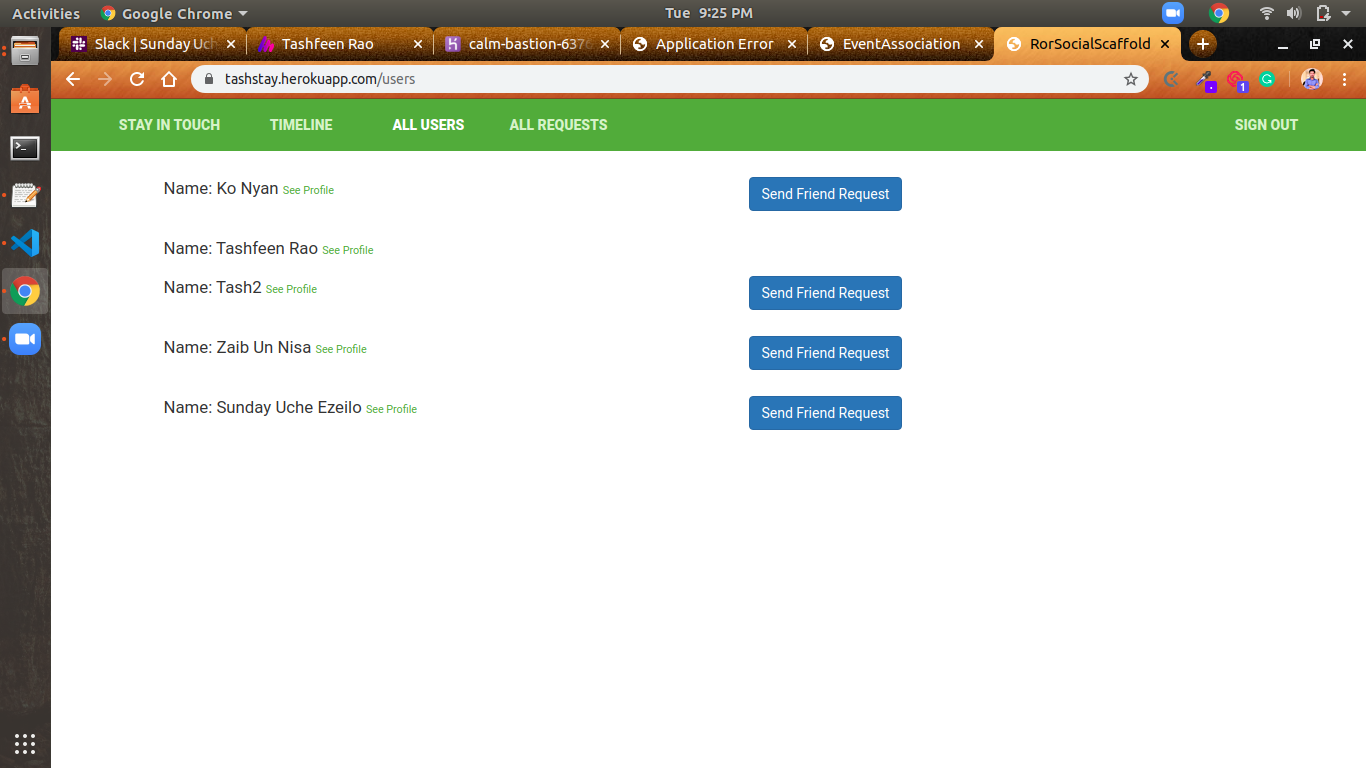 Activities Google Chrome Tue 9:25 PM
Slack | Sunday Uch Tashfeen Rao calm-bastion-6376 Application Error EventAssociation RorSocialScaffold
tashstay.herokuapp.com/users 1
STAY IN TOUCH TIMELINE ALL USERS ALL REQUESTS SIGN OUT
Name: Ko Nyan See Profile Send Friend Request
Name: Tashfeen Rao See Profile
Name: Tash2 See Profile Send Friend Request
Name: Zaib Un Nisa See Profile Send Friend Request
Name: Sunday Uche Ezeilo See Profile Send Friend Request